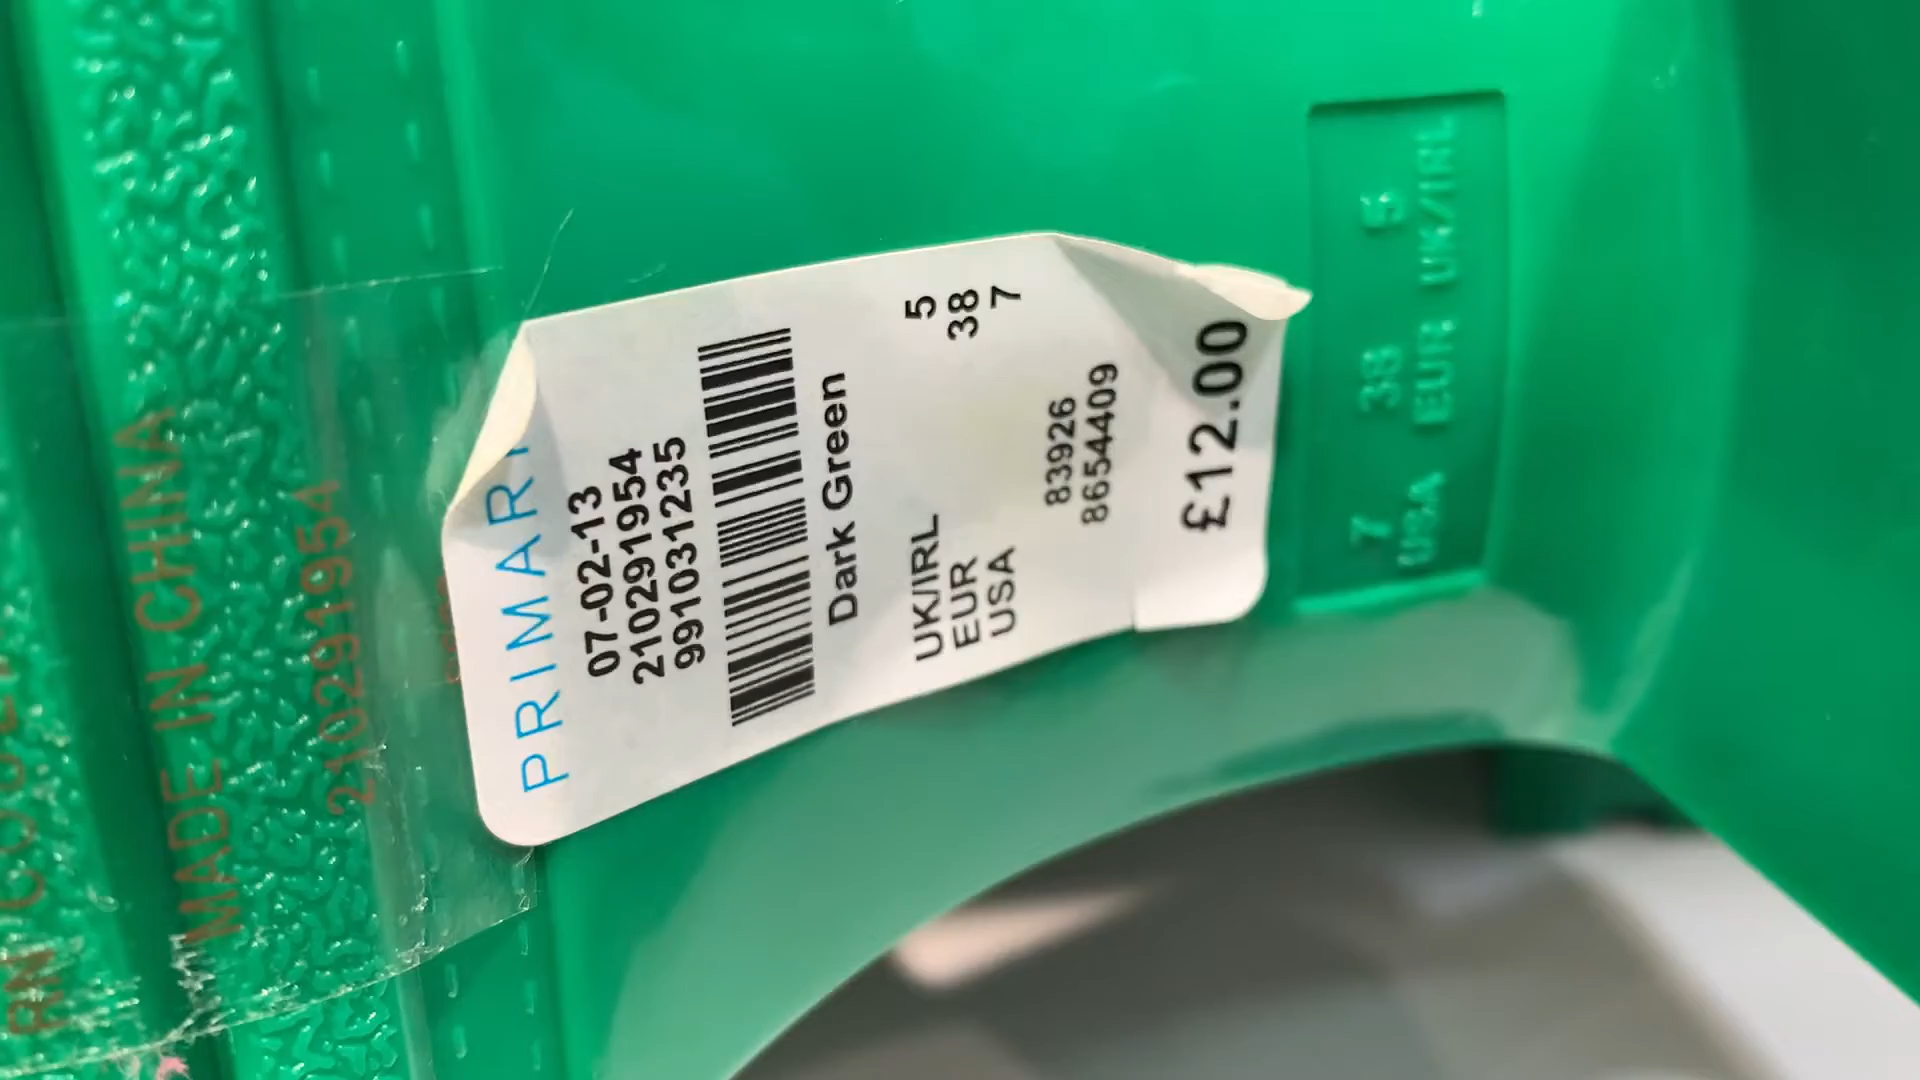 PRIMAR
07-02-13
210291954
991031235
Dark Green
UK/IRL 5
EUR 38
USA 7
83926
8654409
£12.00
MADE IN CHINA
210291954
7 38 5
USA EUR UK/IRL